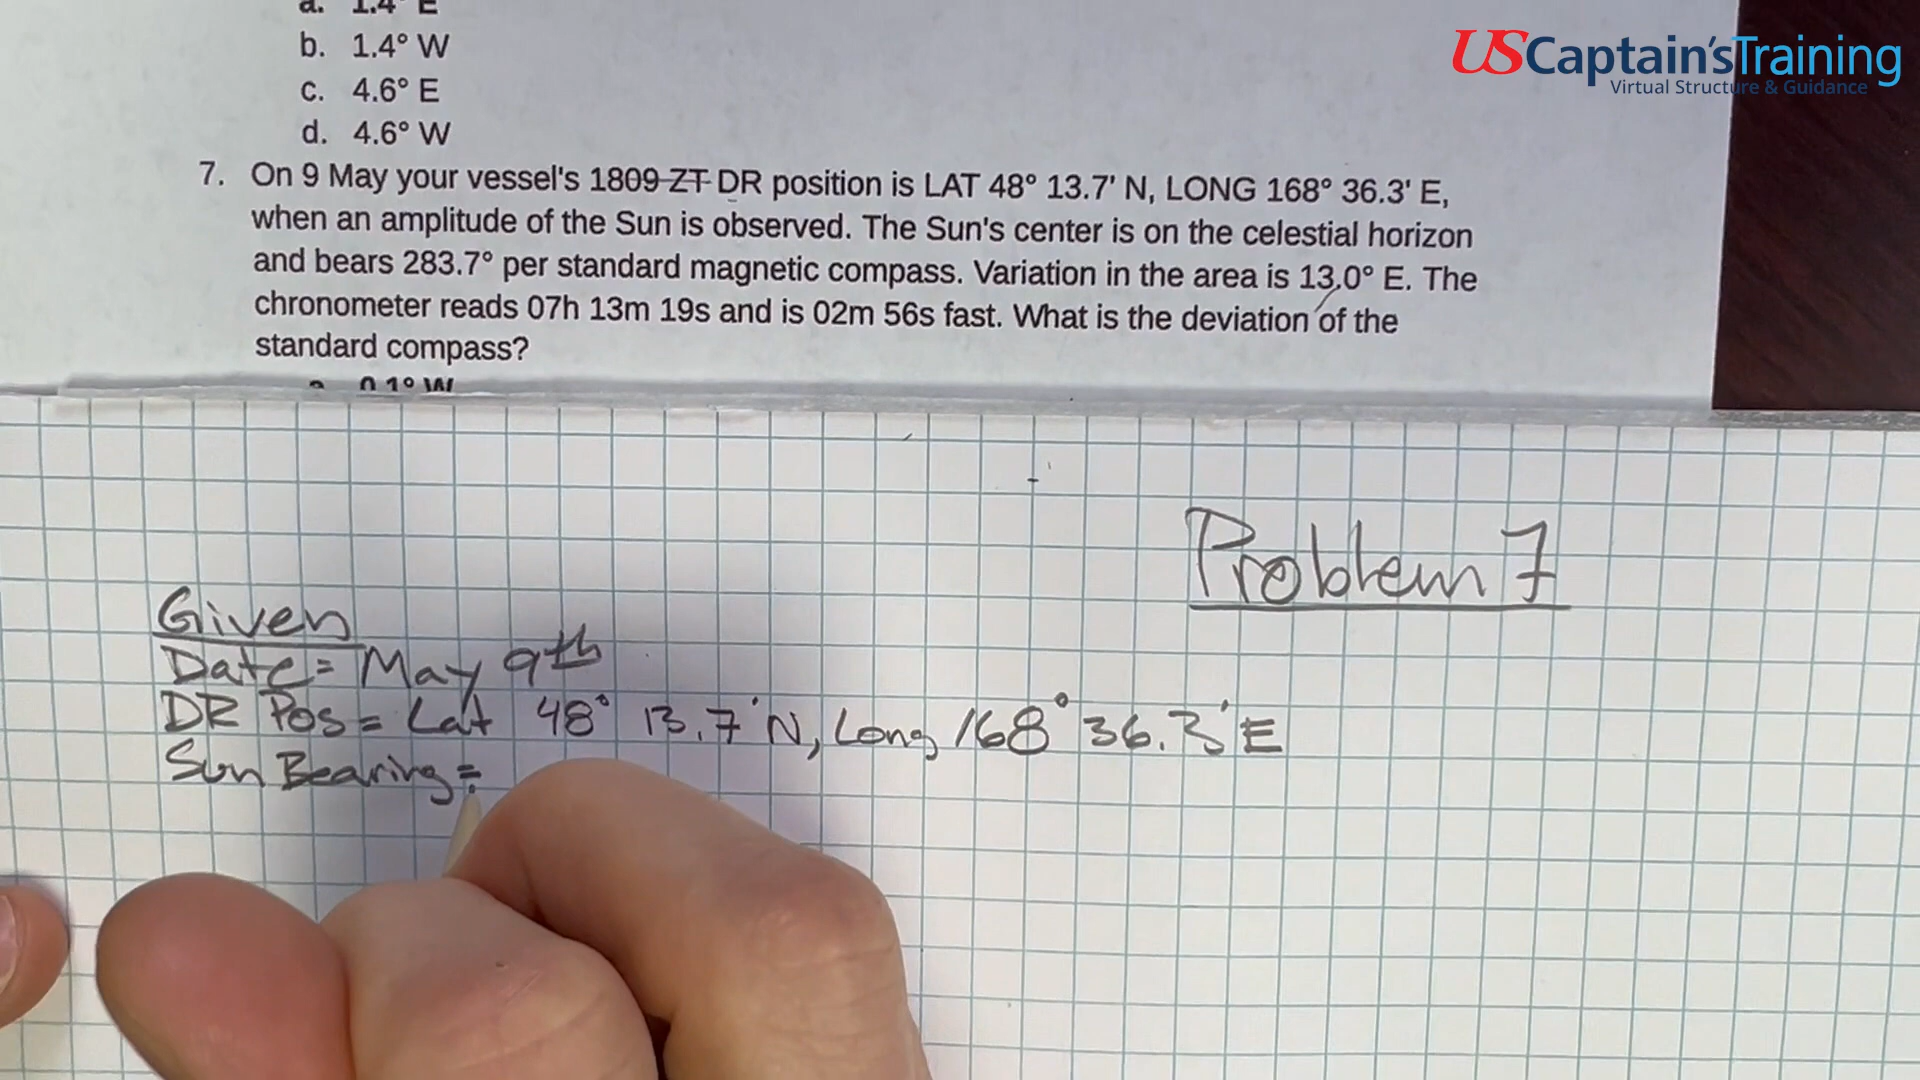 a. 1.4° E
b. 1.4° W
c. 4.6° E
d. 4.6° W
USCaptain'sTraining
Virtual Structure & Guidance
7. On 9 May your vessel's 1809 ZT DR position is LAT 48° 13.7' N, LONG 168° 36.3' E,
when an amplitude of the Sun is observed. The Sun's center is on the celestial horizon
and bears 283.7° per standard magnetic compass. Variation in the area is 13.0° E. The
chronometer reads 07h 13m 19s and is 02m 56s fast. What is the deviation of the
standard compass?
a. 0.1° W
Problem 7
Given
Date = May 9th
DR Pos = Lat 48° 13.7' N, Long 168° 36.3' E
Sun Bearing =